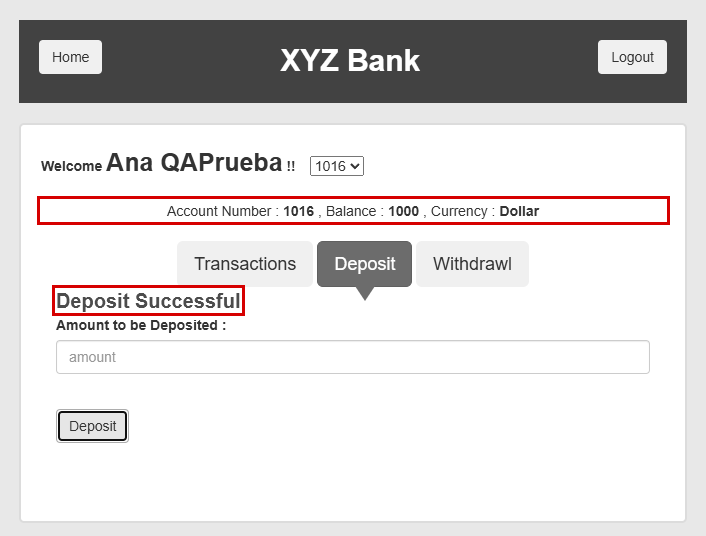 Home XYZ Bank Logout
Welcome Ana QAPrueba !! 1016
Account Number : 1016 , Balance : 1000 , Currency : Dollar
Transactions Deposit Withdrawl
Deposit Successful
Amount to be Deposited :
amount
Deposit